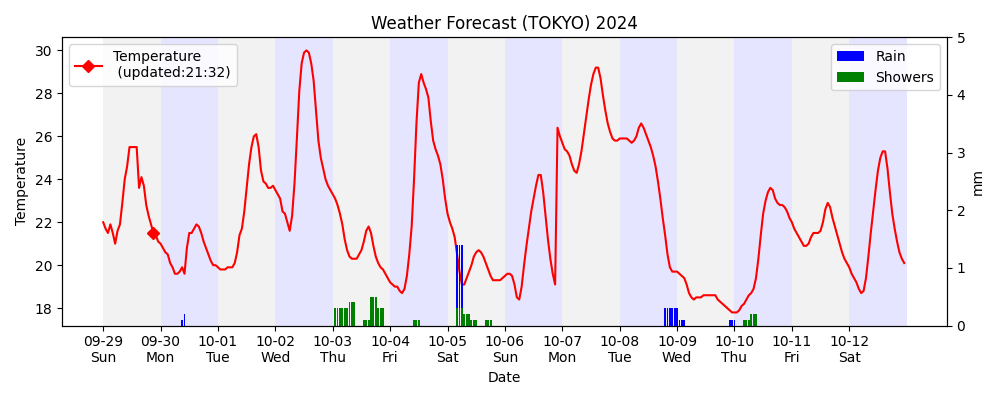 Weather Forecast (TOKYO) 2024
Temperature
(updated:21:32)
Rain
Showers
Temperature
30
28
26
24
22
20
18
5
4
3
2
1
0
mm
09-29 09-30 10-01 10-02 10-03 10-04 10-05 10-06 10-07 10-08 10-09 10-10 10-11 10-12
Sun Mon Tue Wed Thu Fri Sat Sun Mon Tue Wed Thu Fri Sat
Date